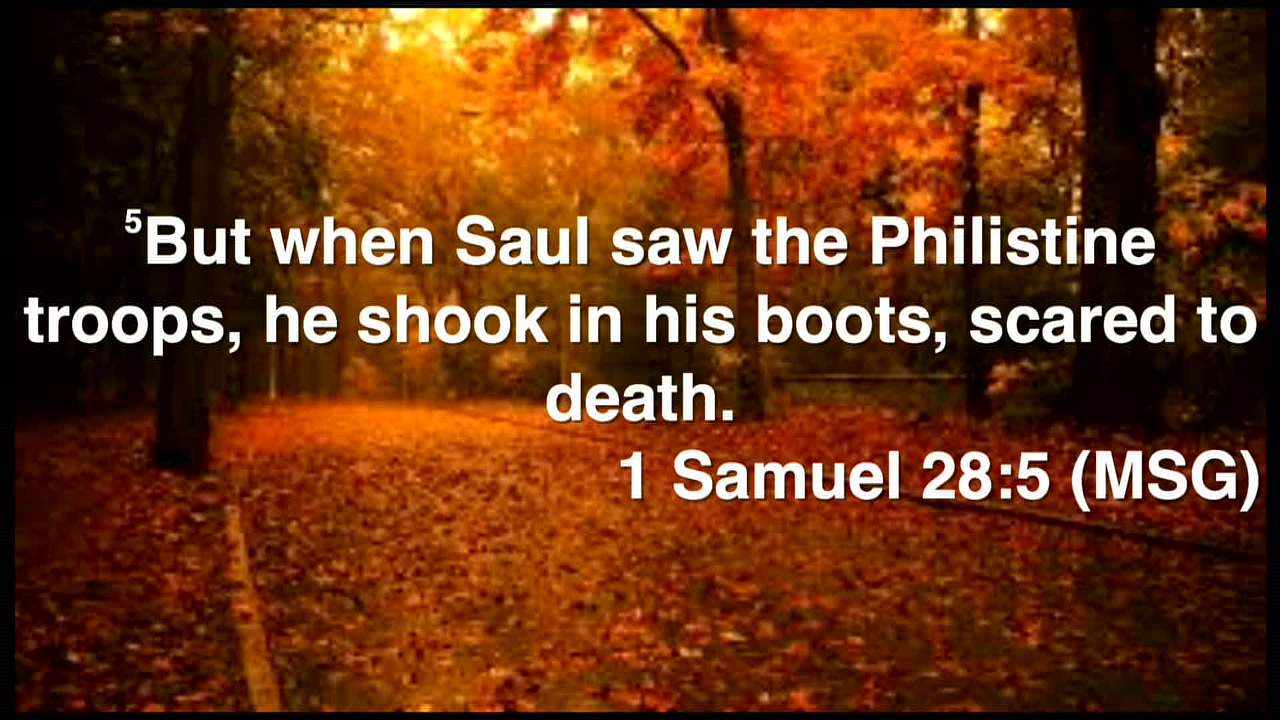 ⁵But when Saul saw the Philistine
troops, he shook in his boots, scared to
death.
1 Samuel 28:5 (MSG)